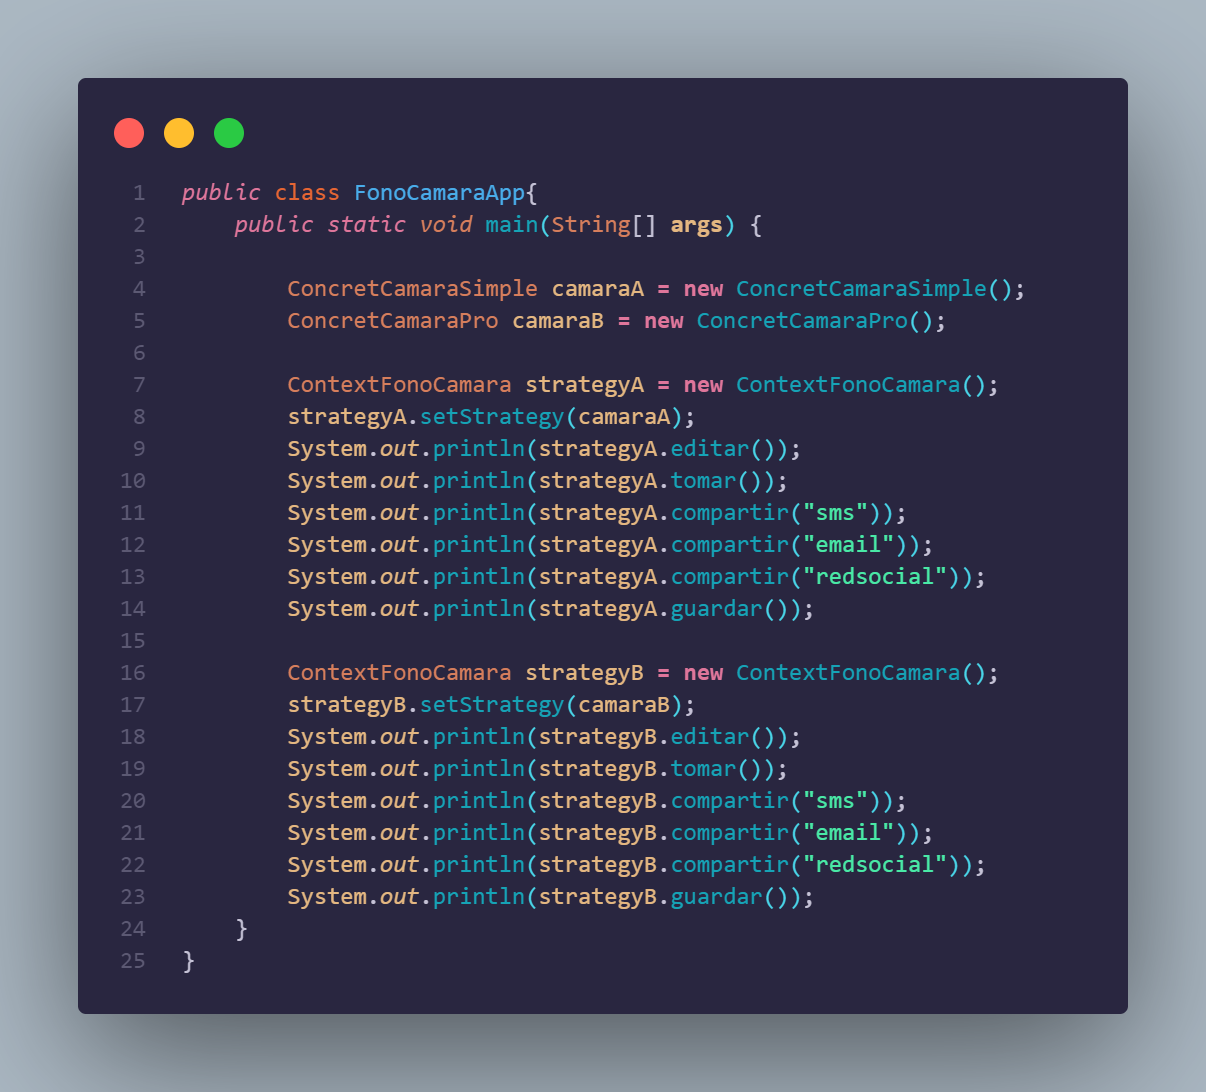 1 public class FonoCamaraApp{
2     public static void main(String[] args) {
3
4         ConcretCamaraSimple camaraA = new ConcretCamaraSimple();
5         ConcretCamaraPro camaraB = new ConcretCamaraPro();
6
7         ContextFonoCamara strategyA = new ContextFonoCamara();
8         strategyA.setStrategy(camaraA);
9         System.out.println(strategyA.editar());
10         System.out.println(strategyA.tomar());
11         System.out.println(strategyA.compartir("sms"));
12         System.out.println(strategyA.compartir("email"));
13         System.out.println(strategyA.compartir("redsocial"));
14         System.out.println(strategyA.guardar());
15
16         ContextFonoCamara strategyB = new ContextFonoCamara();
17         strategyB.setStrategy(camaraB);
18         System.out.println(strategyB.editar());
19         System.out.println(strategyB.tomar());
20         System.out.println(strategyB.compartir("sms"));
21         System.out.println(strategyB.compartir("email"));
22         System.out.println(strategyB.compartir("redsocial"));
23         System.out.println(strategyB.guardar());
24     }
25 }